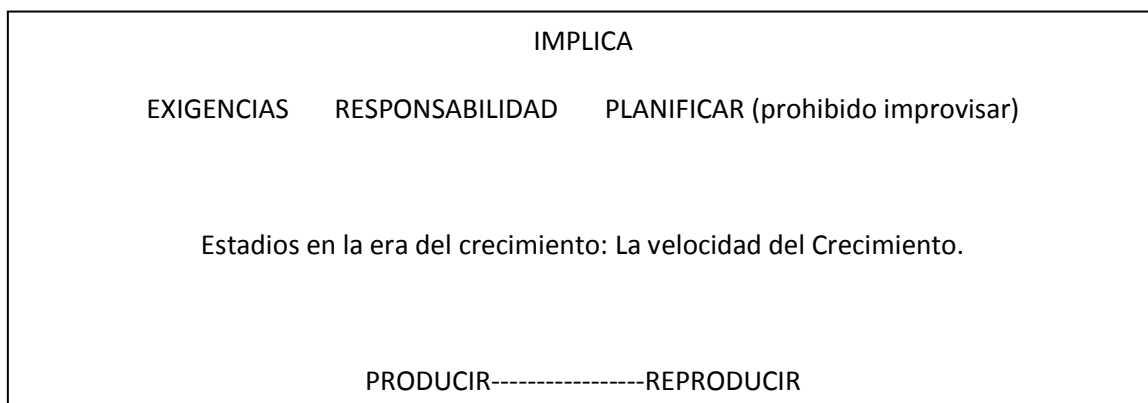 IMPLICA
EXIGENCIAS RESPONSABILIDAD PLANIFICAR (prohibido improvisar)
Estadios en la era del crecimiento: La velocidad del Crecimiento.
PRODUCIR-----------------REPRODUCIR